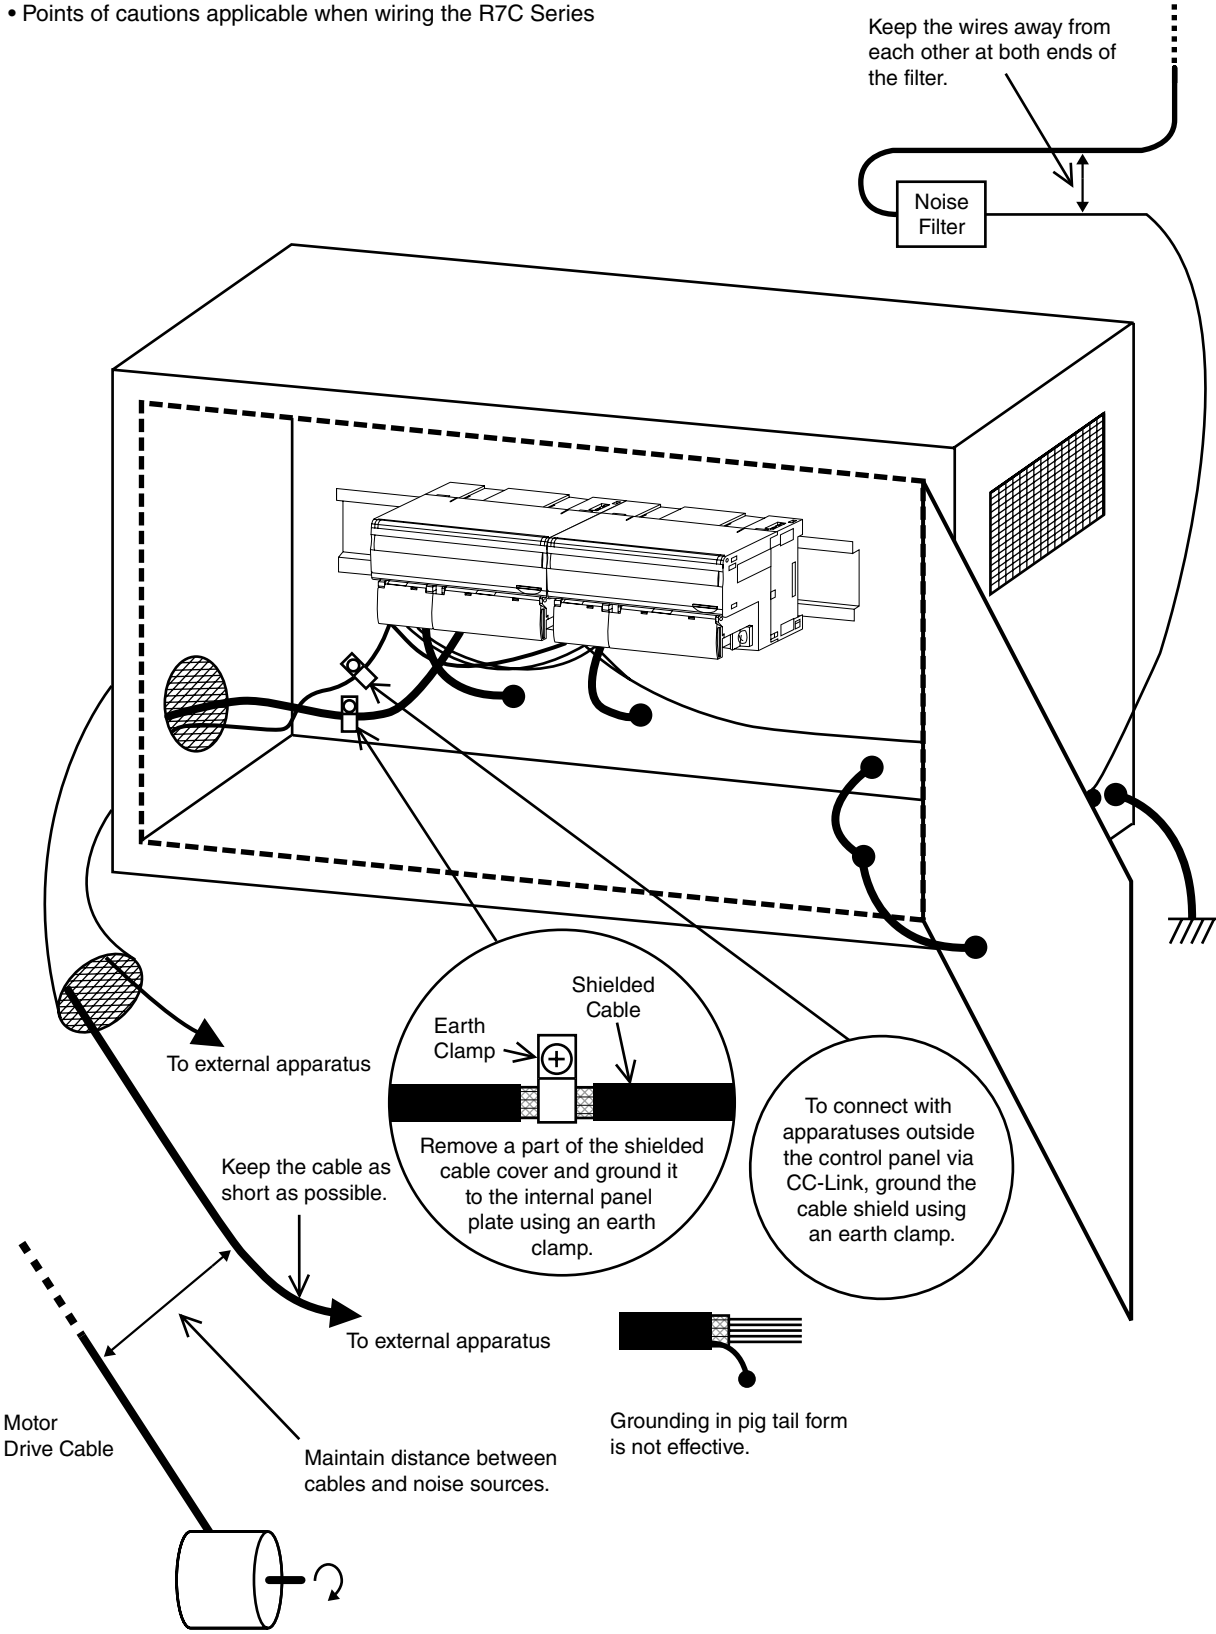 • Points of cautions applicable when wiring the R7C Series
Keep the wires away from
each other at both ends of
the filter.
Noise
Filter
Shielded
Cable
Earth
Clamp
To external apparatus
Remove a part of the shielded
cable cover and ground it
to the internal panel
plate using an earth
clamp.
To connect with
apparatuses outside
the control panel via
CC-Link, ground the
cable shield using
an earth clamp.
Keep the cable as
short as possible.
To external apparatus
Motor
Drive Cable
Maintain distance between
cables and noise sources.
Grounding in pig tail form
is not effective.